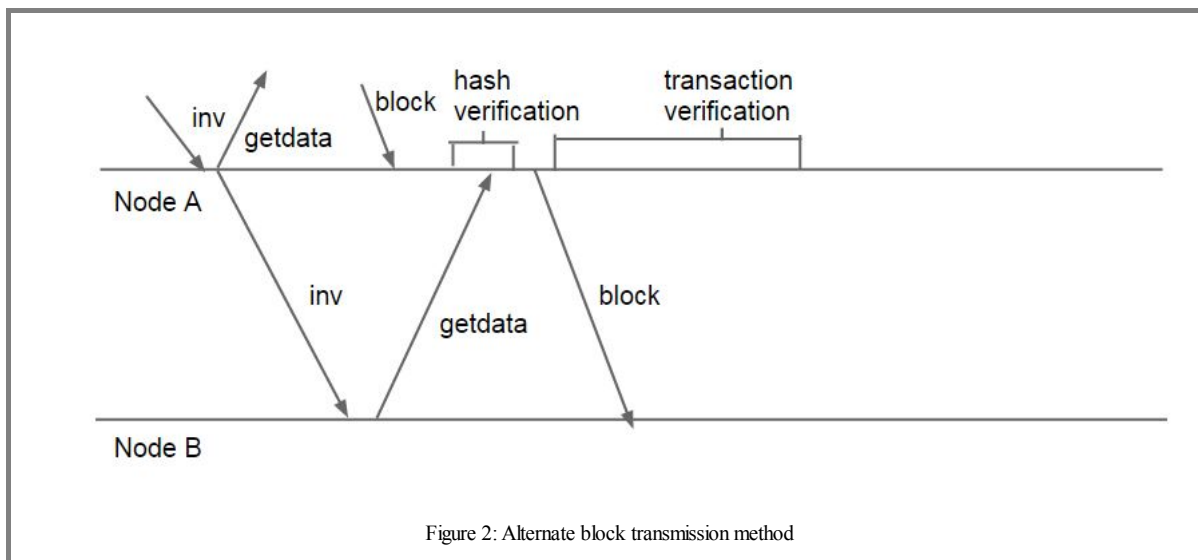 inv
getdata
block
hash
verification
transaction
verification
Node A
inv
getdata
block
Node B
Figure 2: Alternate block transmission method